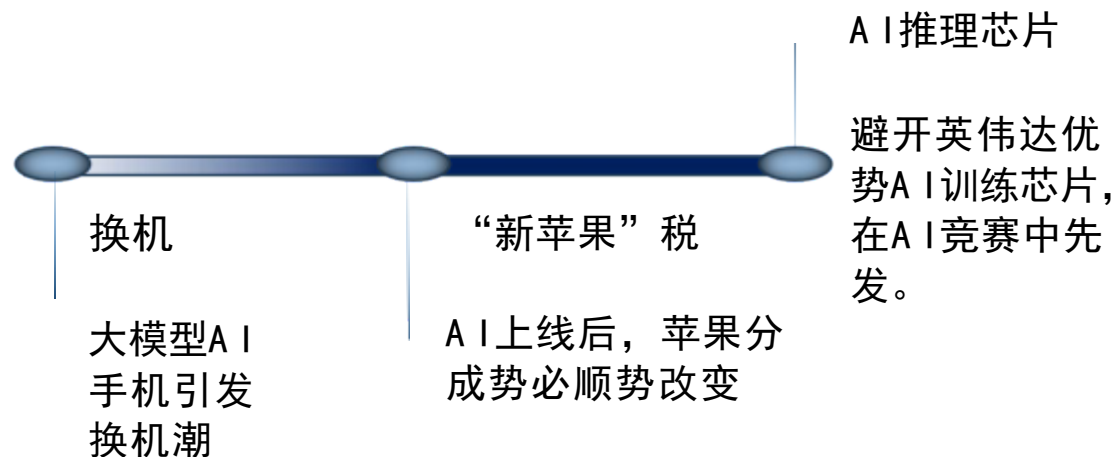 换机
大模型AI
手机引发
换机潮
“新苹果”税
AI上线后，苹果分
成势必顺势改变
AI推理芯片
避开英伟达优
势AI训练芯片，
在AI竞赛中先
发。